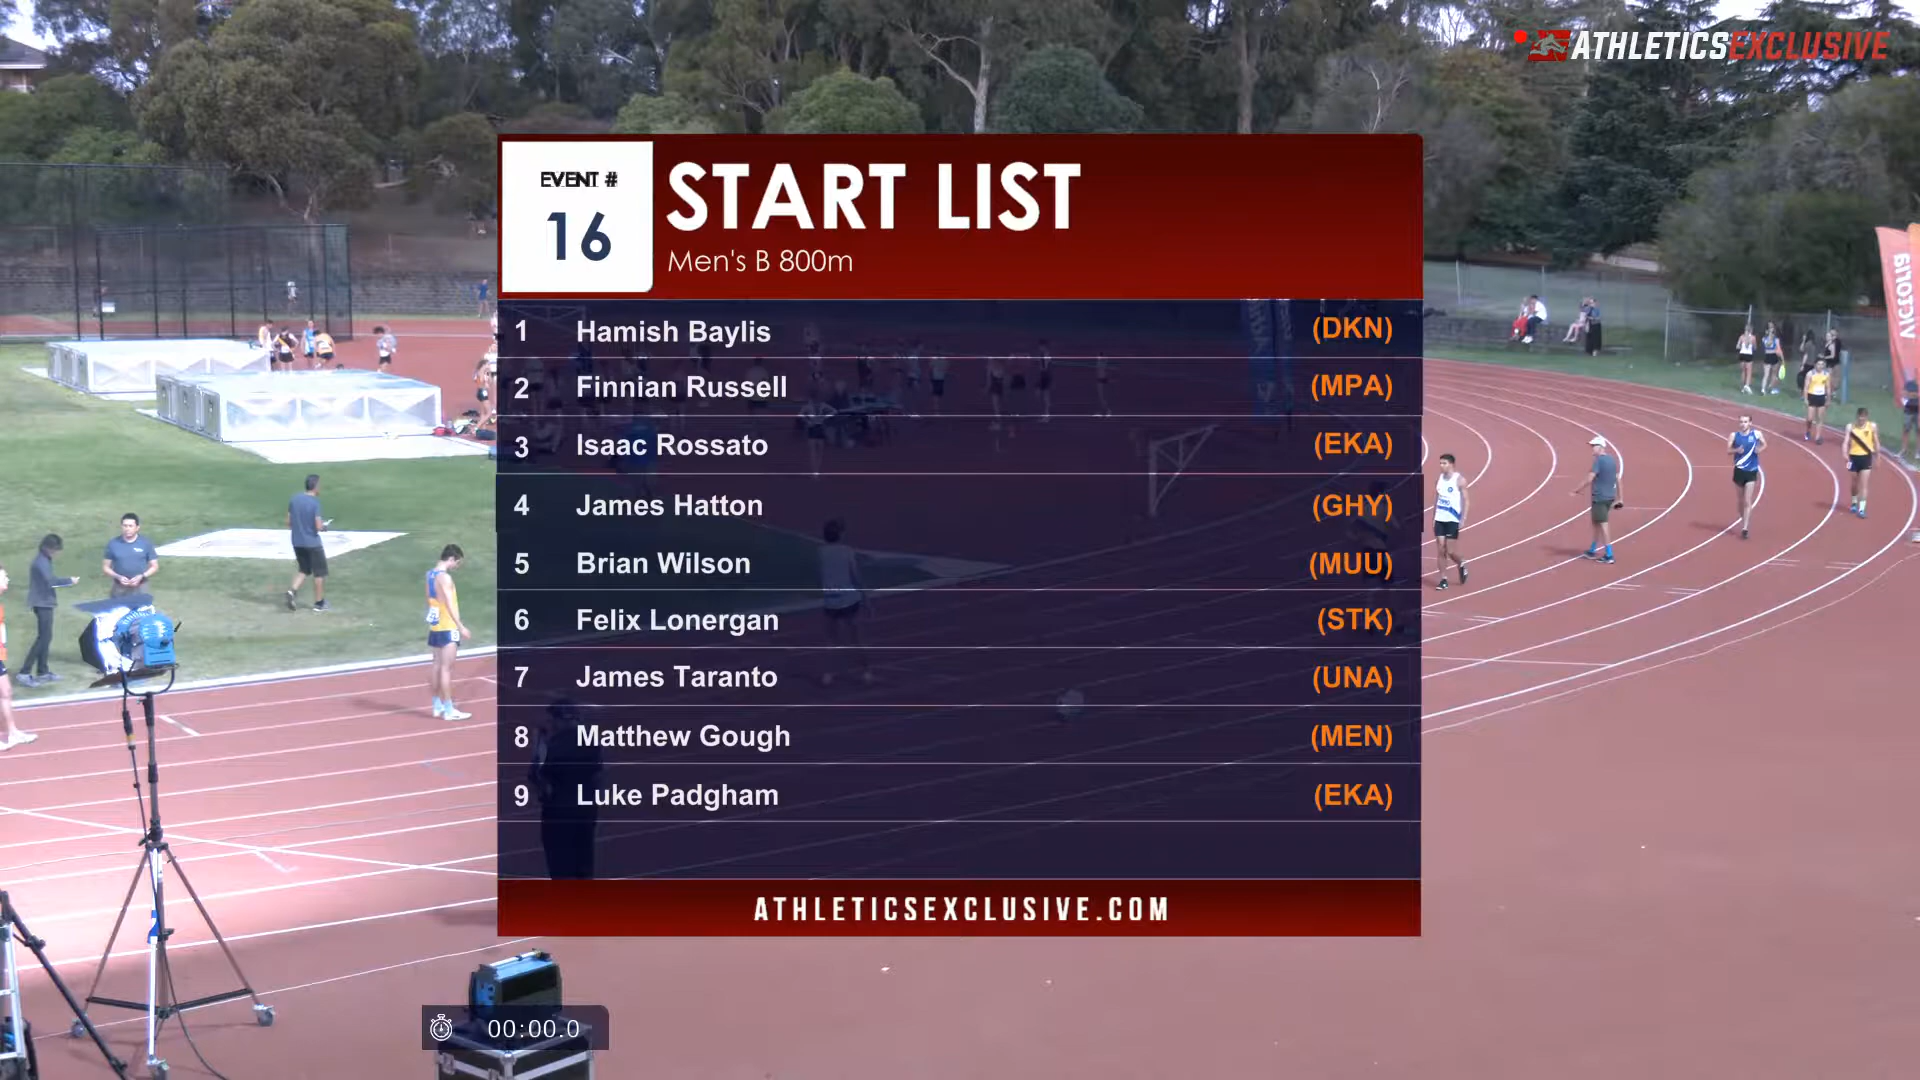 ATHLETICSEXCLUSIVE
EVENT #
16
START LIST
Men's B 800m
1 Hamish Baylis (DKN)
2 Finnian Russell (MPA)
3 Isaac Rossato (EKA)
4 James Hatton (GHY)
5 Brian Wilson (MUU)
6 Felix Lonergan (STK)
7 James Taranto (UNA)
8 Matthew Gough (MEN)
9 Luke Padgham (EKA)
ATHLETICSEXCLUSIVE.COM
00:00.0
VICTORIA